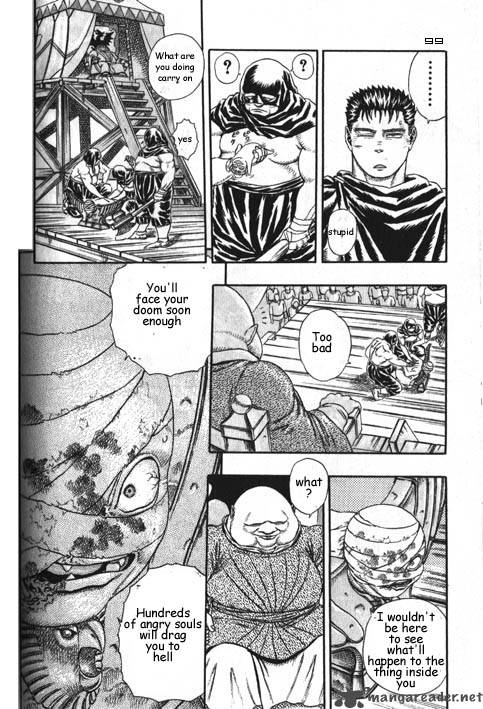 99
........
stupid
?
?
What are
you doing
carry on
yes
Too
bad
You'll
face your
doom soon
enough
Hundreds
of angry souls
will drag
you to
hell
what
?
I wouldn't
be here
to see
what'll
happen to the
thing inside
you
mangareader.net